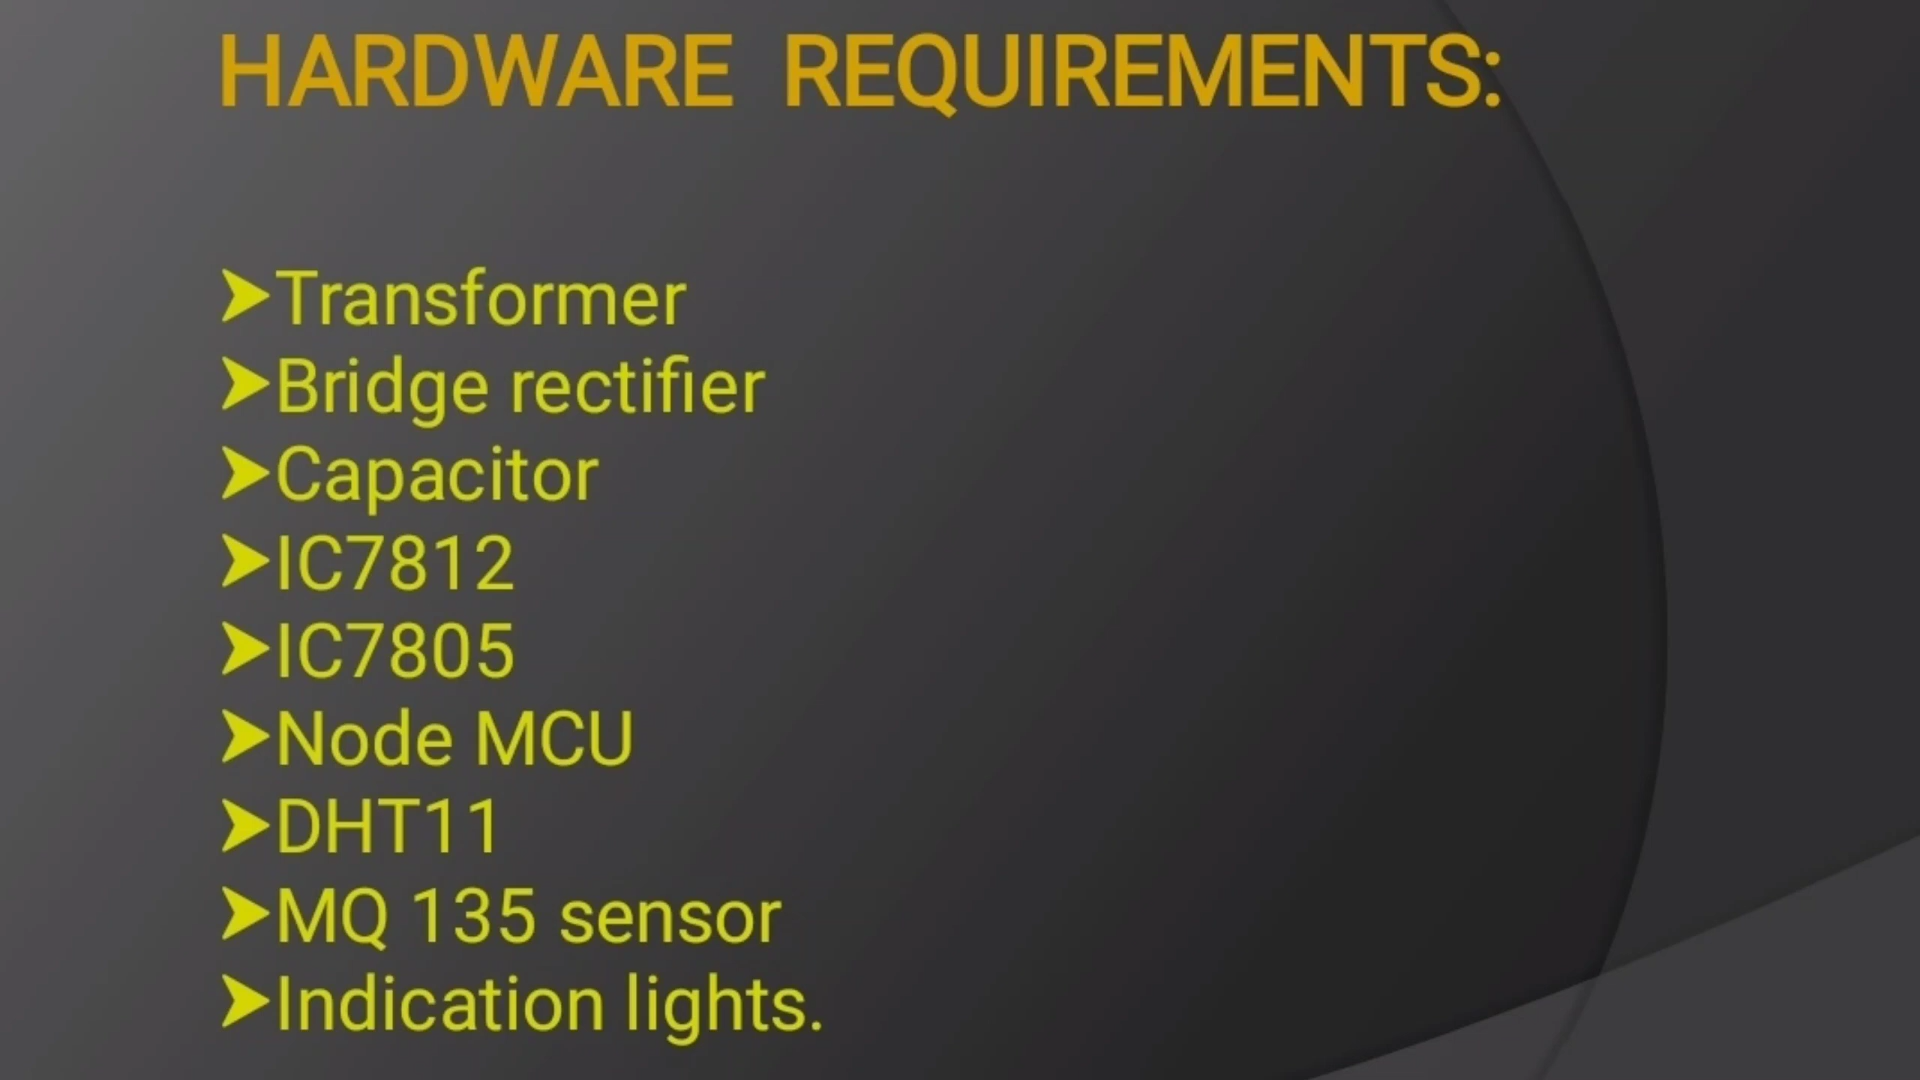 HARDWARE REQUIREMENTS:
➤Transformer
➤Bridge rectifier
➤Capacitor
➤IC7812
➤IC7805
➤Node MCU
➤DHT11
➤MQ 135 sensor
➤Indication lights.